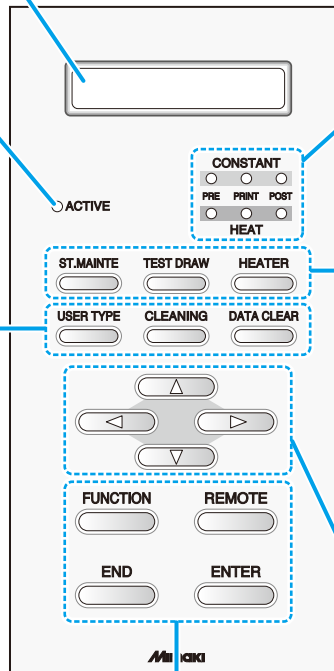 CONSTANT
PRE PRINT POST
HEAT
ACTIVE
ST.MAINTE TEST DRAW HEATER
USER TYPE CLEANING DATA CLEAR
FUNCTION REMOTE
END ENTER